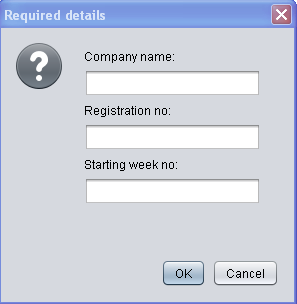 Required details
Company name:
Registration no:
Starting week no:
OK Cancel